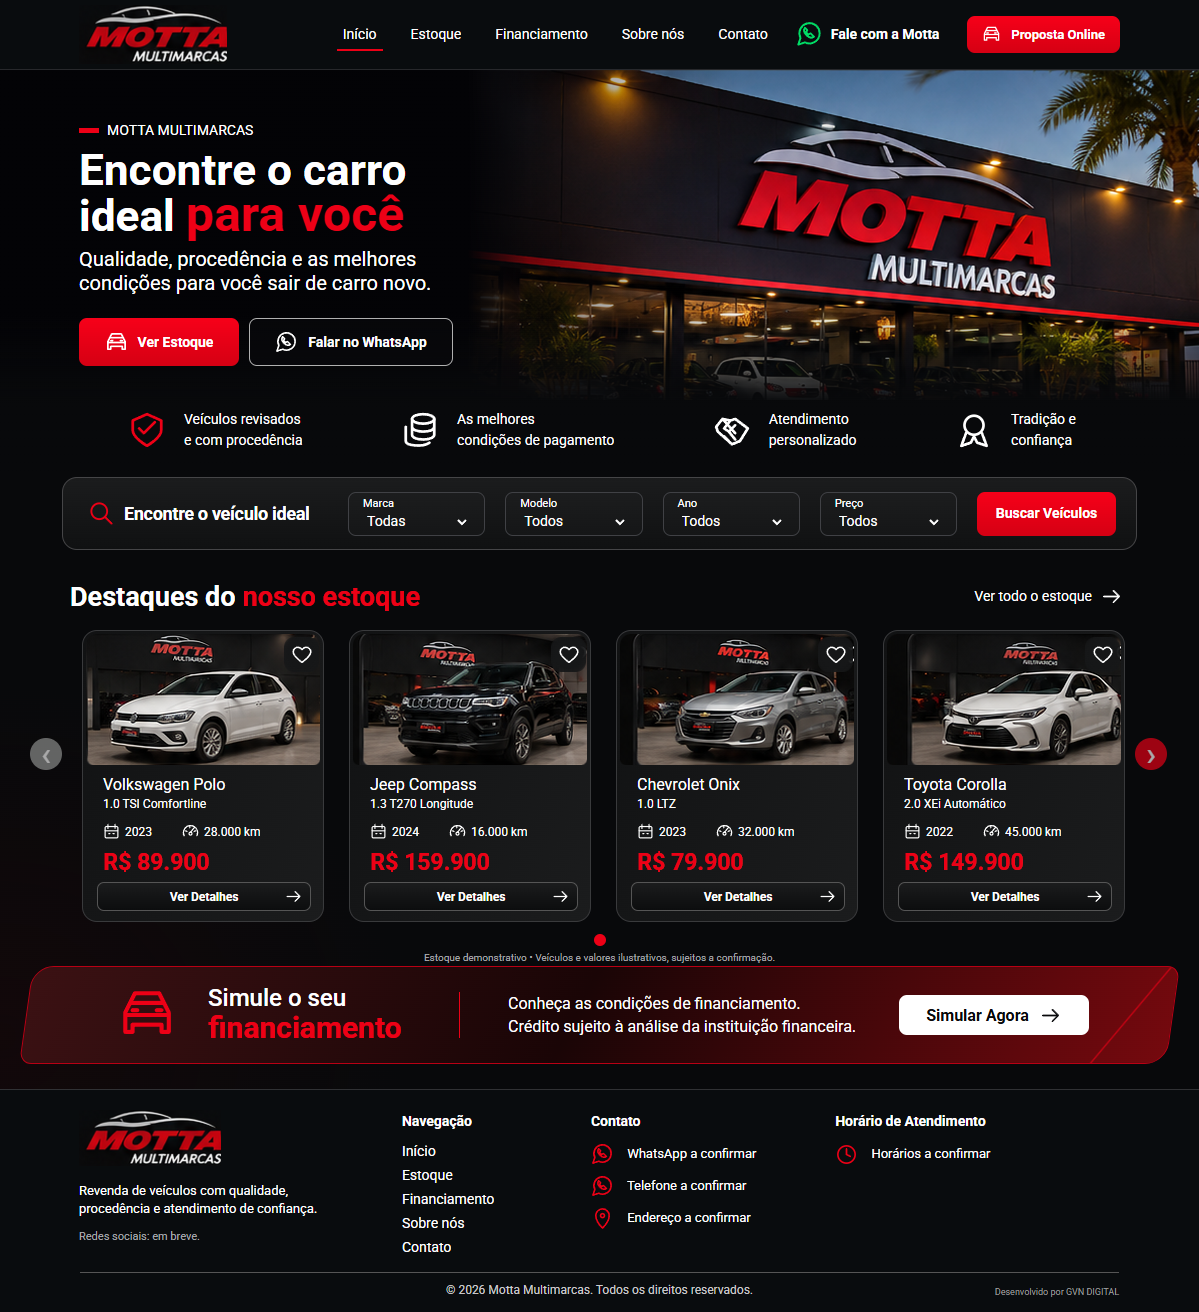 MOTTA
MULTIMARCAS
Início
Estoque
Financiamento
Sobre nós
Contato
Fale com a Motta
Proposta Online
MOTTA MULTIMARCAS
Encontre o carro
ideal para você
Qualidade, procedência e as melhores
condições para você sair de carro novo.
Ver Estoque
Falar no WhatsApp
MOTTA
MULTIMARCAS
Veículos revisados
e com procedência
As melhores
condições de pagamento
Atendimento
personalizado
Tradição e
confiança
Encontre o veículo ideal
Marca
Todas
Modelo
Todos
Ano
Todos
Preço
Todos
Buscar Veículos
Destaques do nosso estoque
Ver todo o estoque
MOTTA
MULTIMARCAS
Volkswagen Polo
1.0 TSI Comfortline
2023
28.000 km
R$ 89.900
Ver Detalhes
MOTTA
MULTIMARCAS
Jeep Compass
1.3 T270 Longitude
2024
16.000 km
R$ 159.900
Ver Detalhes
MOTTA
MULTIMARCAS
Chevrolet Onix
1.0 LTZ
2023
32.000 km
R$ 79.900
Ver Detalhes
MOTTA
MULTIMARCAS
Toyota Corolla
2.0 XEi Automático
2022
45.000 km
R$ 149.900
Ver Detalhes
Estoque demonstrativo • Veículos e valores ilustrativos, sujeitos a confirmação.
Simule o seu
financiamento
Conheça as condições de financiamento.
Crédito sujeito à análise da instituição financeira.
Simular Agora
MOTTA
MULTIMARCAS
Revenda de veículos com qualidade,
procedência e atendimento de confiança.
Redes sociais: em breve.
Navegação
Início
Estoque
Financiamento
Sobre nós
Contato
Contato
WhatsApp a confirmar
Telefone a confirmar
Endereço a confirmar
Horário de Atendimento
Horários a confirmar
© 2026 Motta Multimarcas. Todos os direitos reservados.
Desenvolvido por GVN DIGITAL